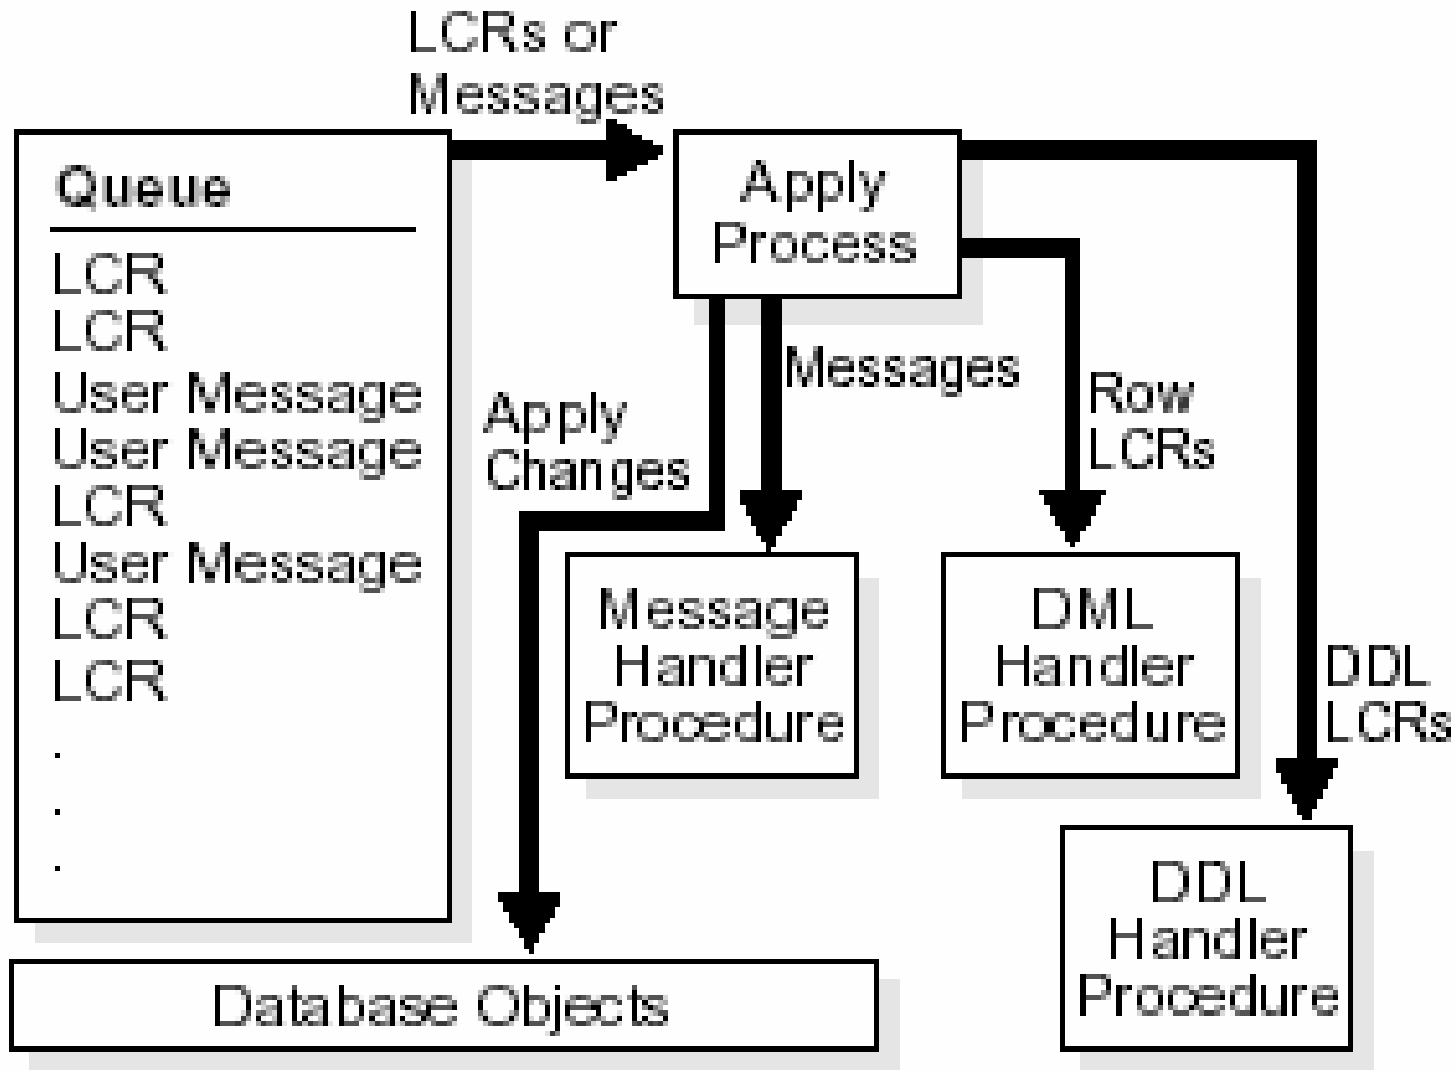 LCRs or
Messages
Queue
LCR
LCR
User Message
User Message
LCR
User Message
LCR
LCR
.
.
.
Apply
Process
Apply
Changes
Messages
Row
LCRs
DDL
LCRs
Message
Handler
Procedure
DML
Handler
Procedure
DDL
Handler
Procedure
Database Objects